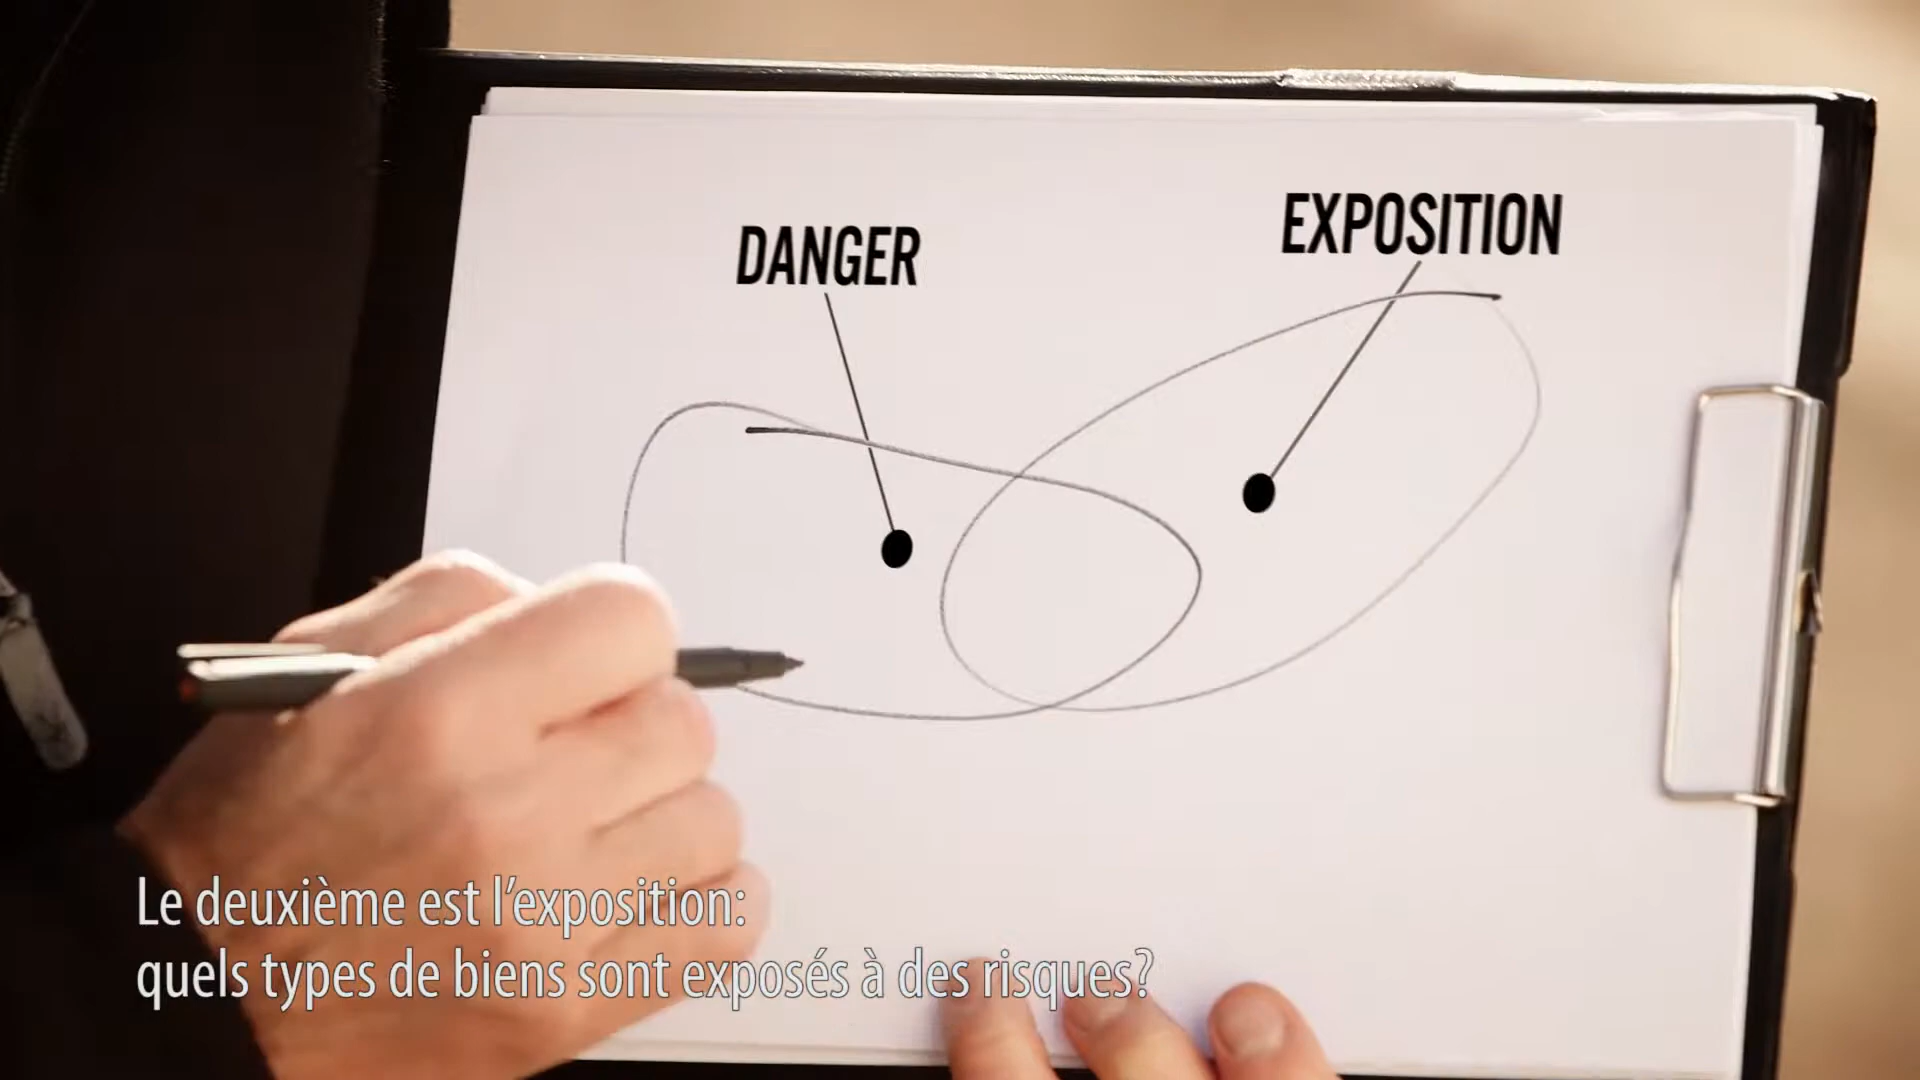 DANGER
EXPOSITION
Le deuxième est l'exposition:
quels types de biens sont exposés à des risques?